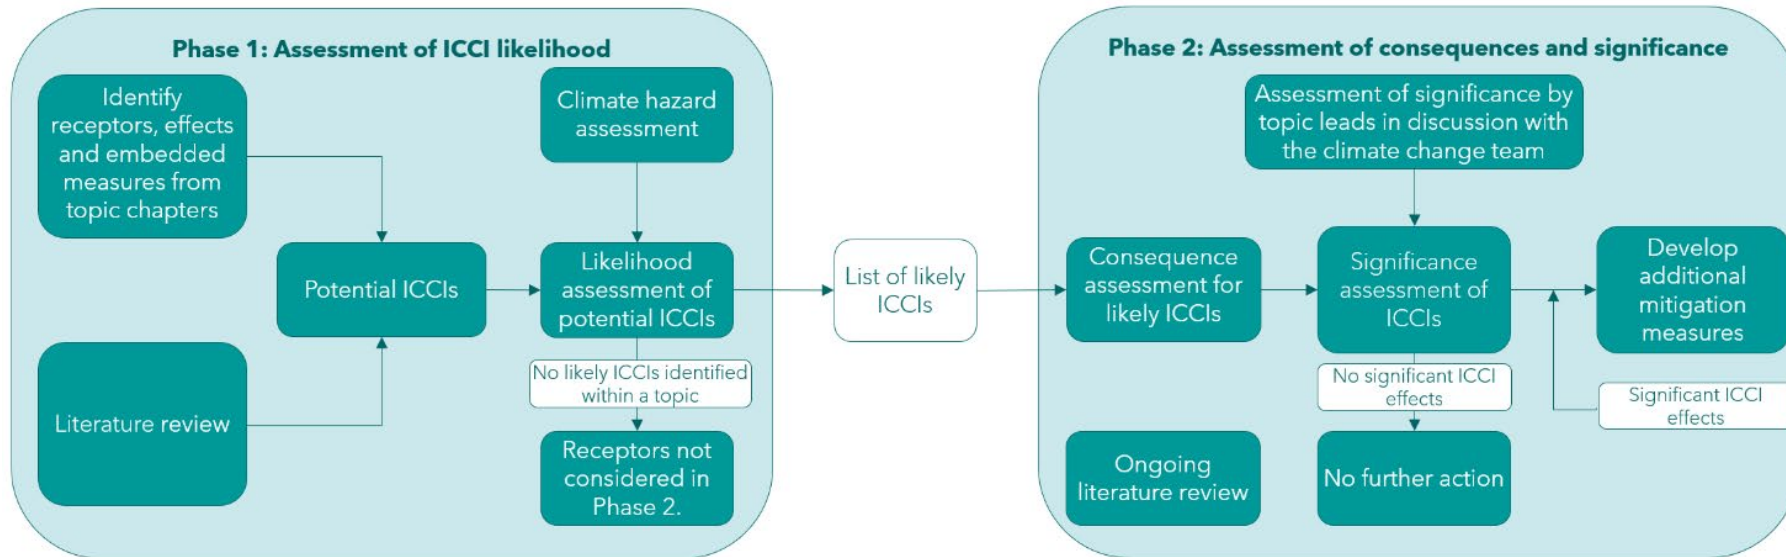 Phase 1: Assessment of ICCI likelihood
Identify
receptors, effects
and embedded
measures from
topic chapters
Climate hazard
assessment
Potential ICCIs
Likelihood
assessment of
potential ICCIs
Literature review
No likely ICCIs identified
within a topic
Receptors not
considered in
Phase 2.
List of likely
ICCIs
Phase 2: Assessment of consequences and significance
Assessment of significance by
topic leads in discussion with
the climate change team
Consequence
assessment for
likely ICCIs
Significance
assessment of
ICCIs
Develop
additional
mitigation
measures
No significant ICCI
effects
Significant ICCI
effects
Ongoing
literature review
No further action